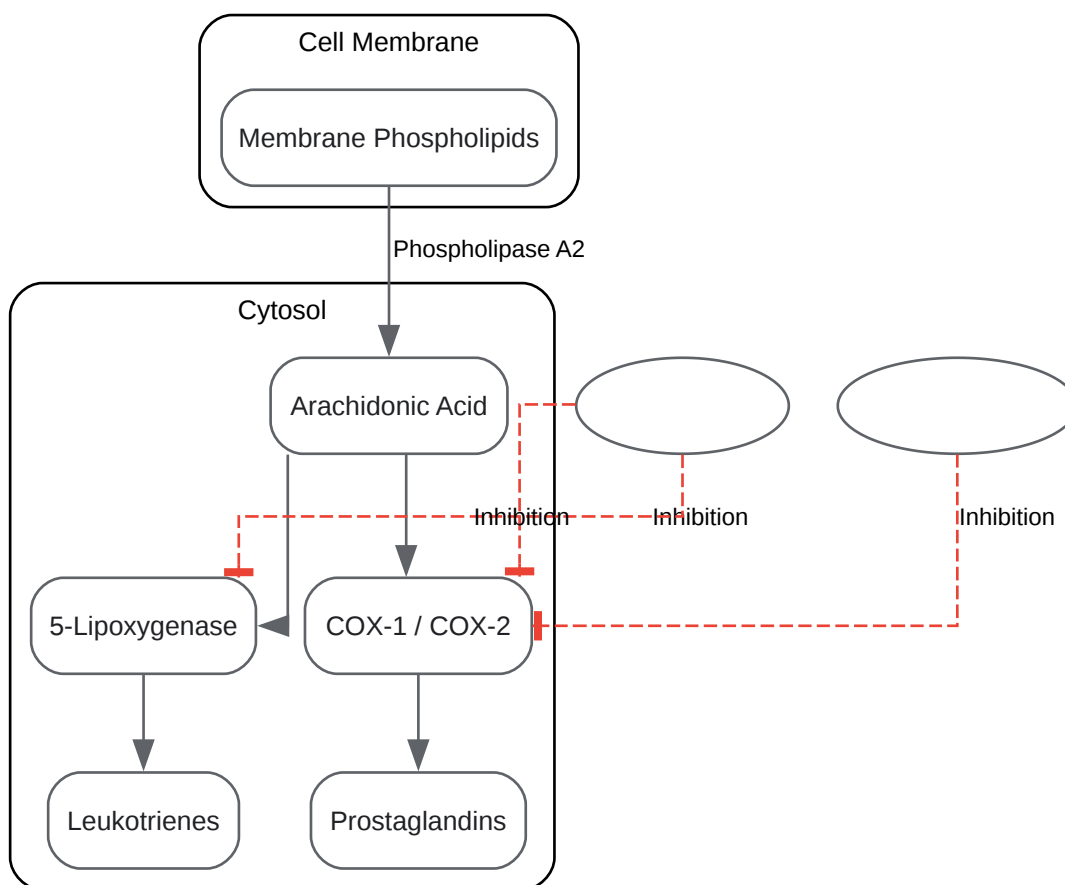 Cell Membrane
Membrane Phospholipids
Phospholipase A2
Cytosol
Arachidonic Acid
Inhibition
Inhibition
Inhibition
5-Lipoxygenase
COX-1 / COX-2
Leukotrienes
Prostaglandins